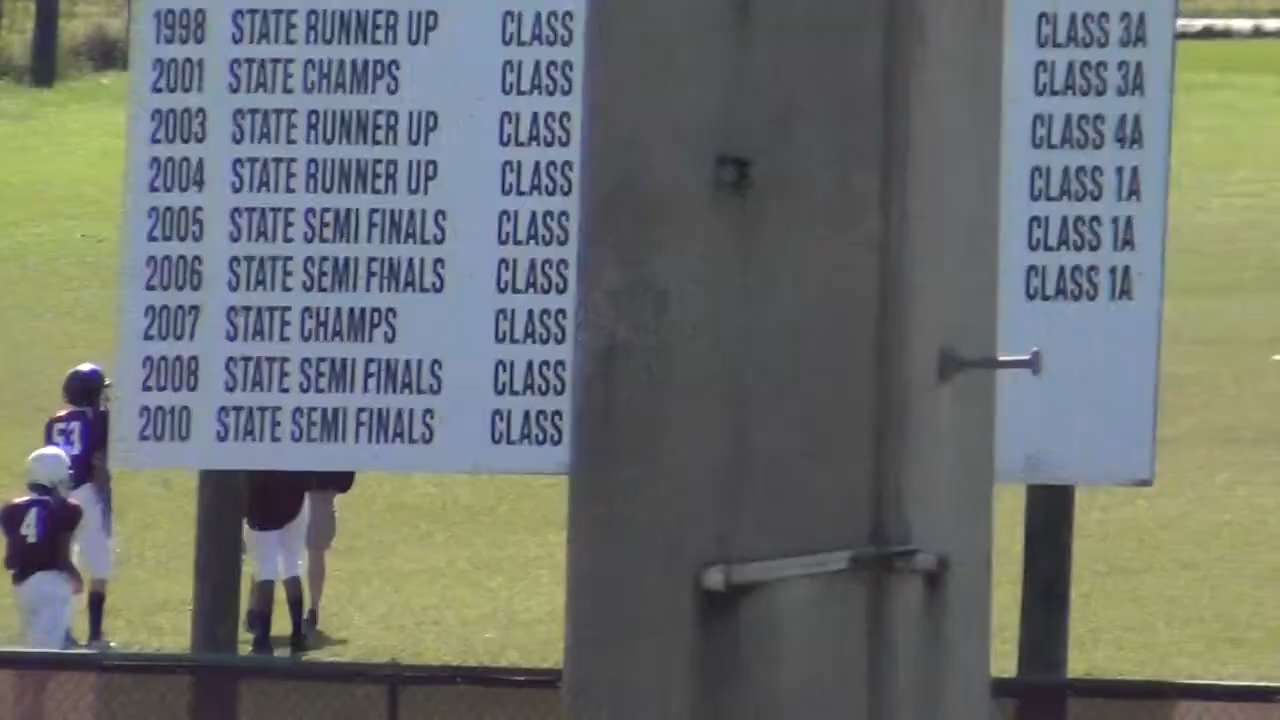 1998 STATE RUNNER UP CLASS
2001 STATE CHAMPS CLASS
2003 STATE RUNNER UP CLASS
2004 STATE RUNNER UP CLASS
2005 STATE SEMI FINALS CLASS
2006 STATE SEMI FINALS CLASS
2007 STATE CHAMPS CLASS
2008 STATE SEMI FINALS CLASS
2010 STATE SEMI FINALS CLASS
CLASS 3A
CLASS 3A
CLASS 4A
CLASS 1A
CLASS 1A
CLASS 1A
53
4